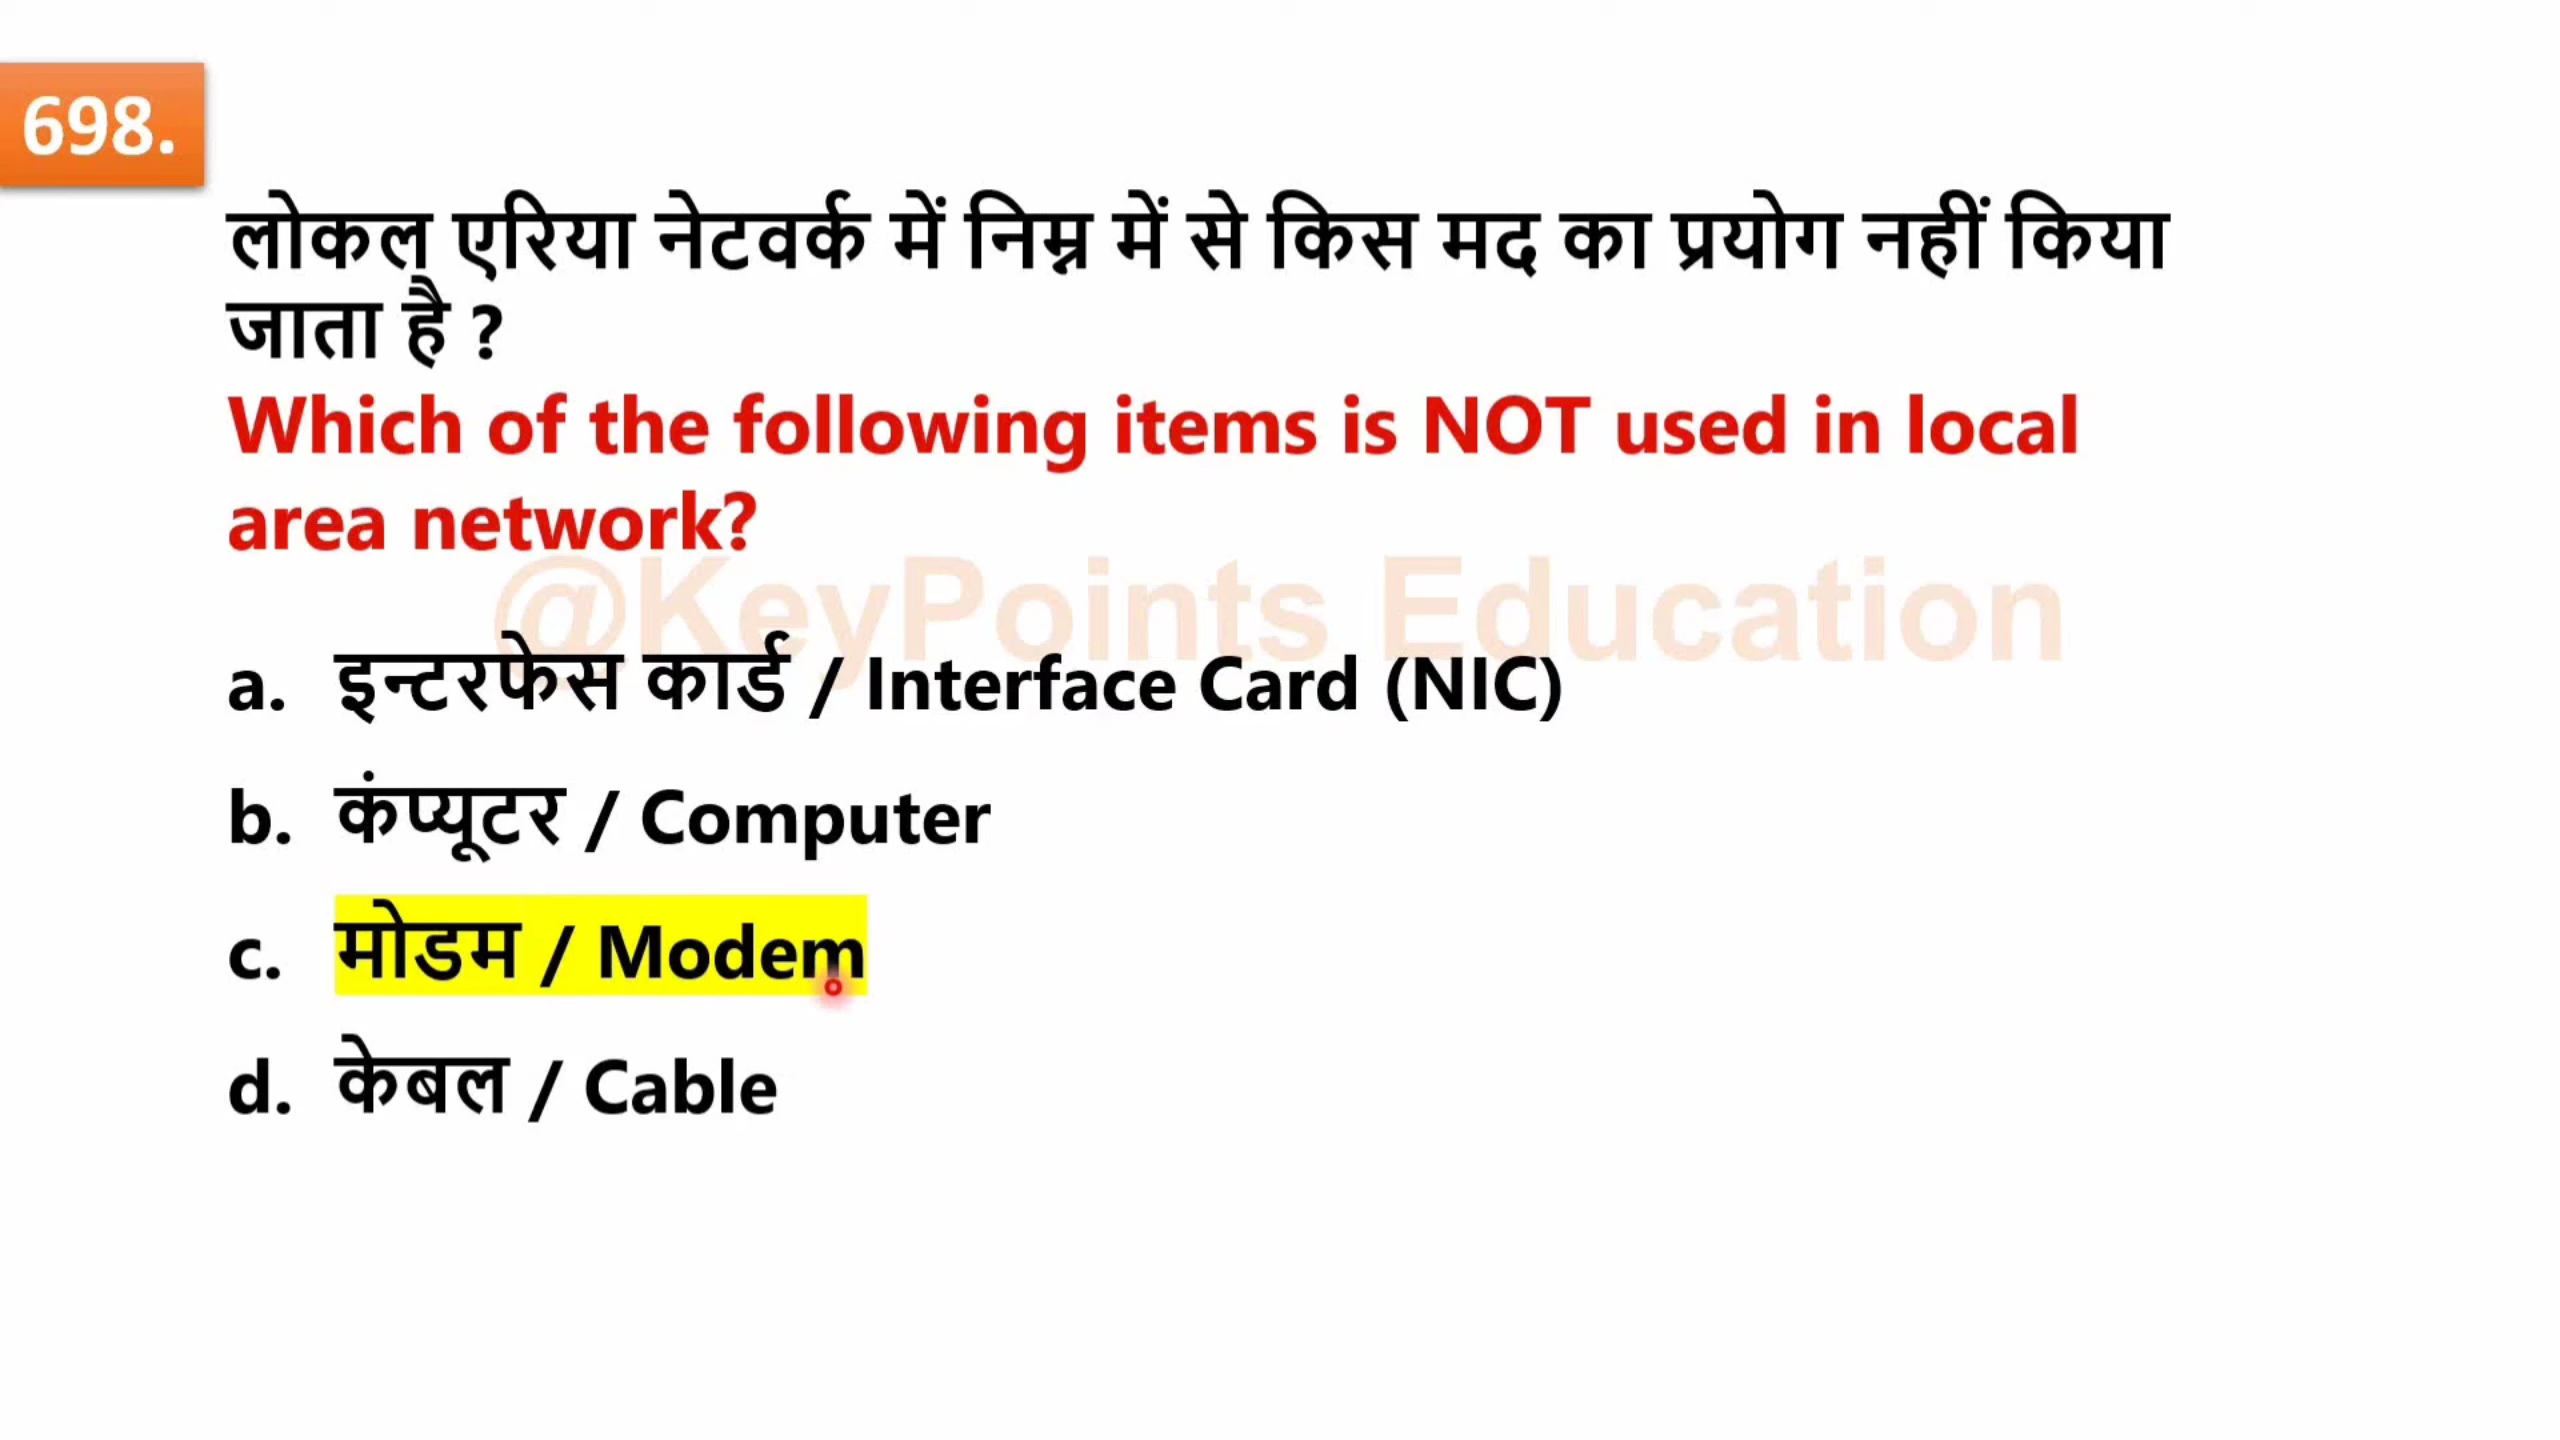 698.
लोकल एरिया नेटवर्क में निम्न में से किस मद का प्रयोग नहीं किया
जाता है ?
Which of the following items is NOT used in local
area network?
@KeyPoints Education
a. इन्टरफेस कार्ड / Interface Card (NIC)
b. कंप्यूटर / Computer
c. मोडम / Modem
d. केबल / Cable